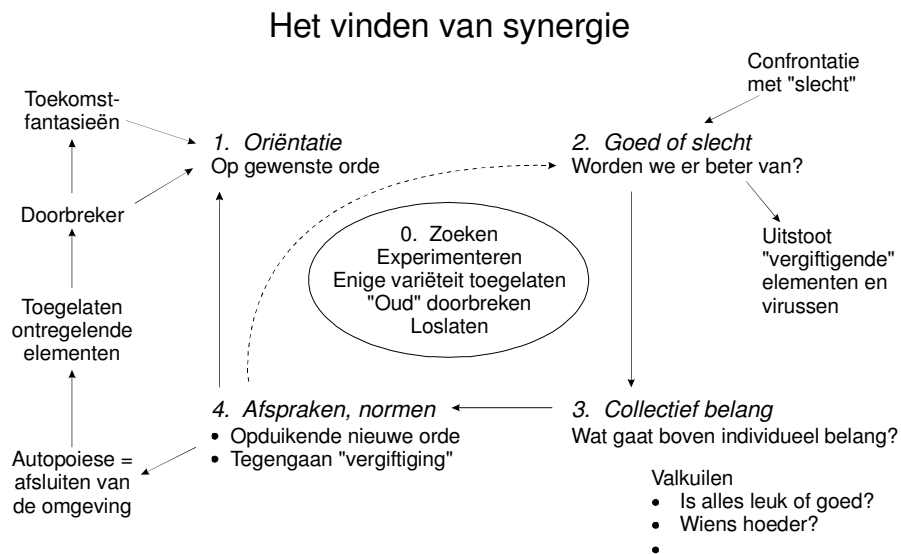 Het vinden van synergie
Confrontatie
met "slecht"
Toekomst-
fantasieën
1. Oriëntatie
Op gewenste orde
2. Goed of slecht
Worden we er beter van?
Doorbreker
0. Zoeken
Experimenteren
Enige variëteit toegelaten
"Oud" doorbreken
Loslaten
Uitstoot
"vergiftigende"
elementen en
virussen
Toegelaten
ontregelende
elementen
4. Afspraken, normen
• Opduikende nieuwe orde
• Tegengaan "vergiftiging"
3. Collectief belang
Wat gaat boven individueel belang?
Autopoiese =
afsluiten van
de omgeving
Valkuilen
• Is alles leuk of goed?
• Wiens hoeder?
•